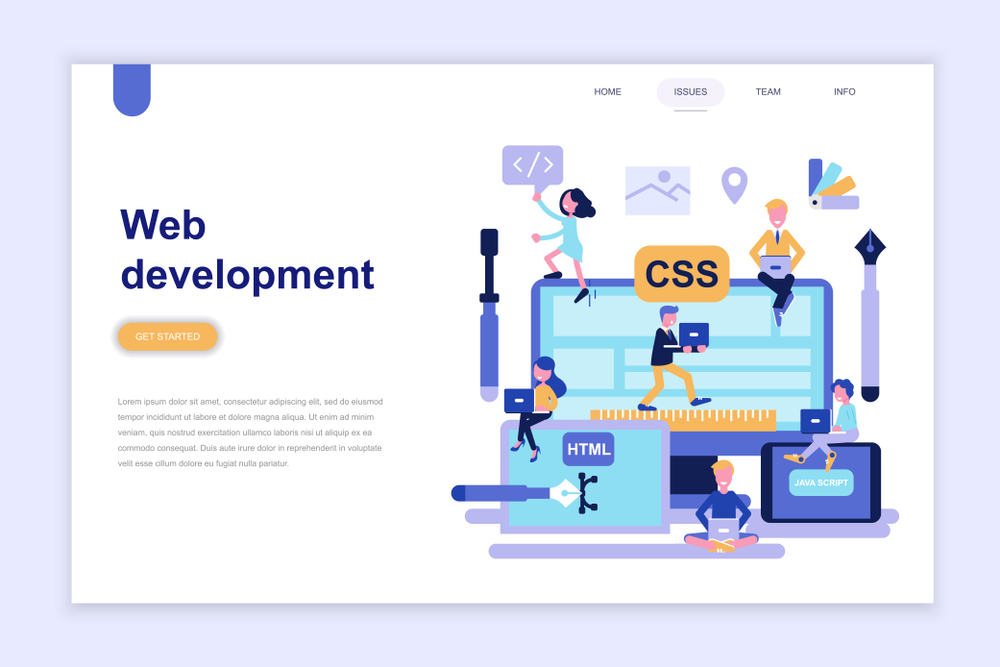 HOME ISSUES TEAM INFO
</>
CSS
Web
development
GET STARTED
Lorem ipsum dolor sit amet, consectetur adipiscing elit, sed do eiusmod
tempor incididunt ut labore et dolore magna aliqua. Ut enim ad minim
veniam, quis nostrud exercitation ullamco laboris nisi ut aliquip ex ea
commodo consequat. Duis aute irure dolor in reprehenderit in voluptate
velit esse cillum dolore eu fugiat nulla pariatur.
HTML
JAVA SCRIPT